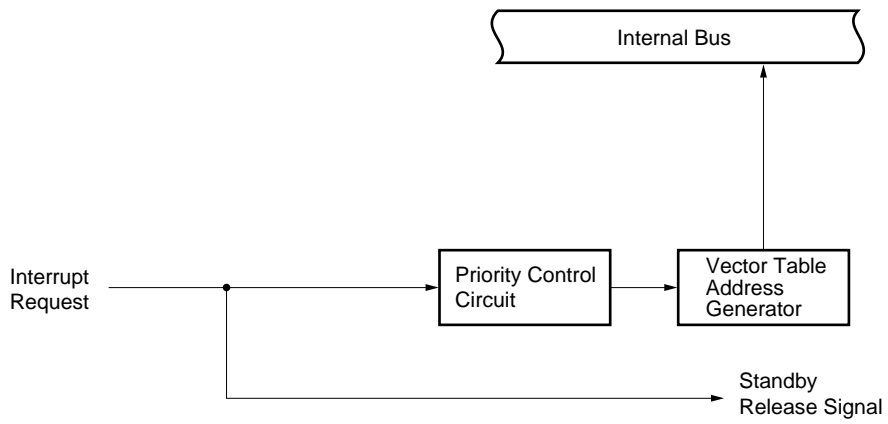 Internal Bus
Interrupt
Request
Priority Control
Circuit
Vector Table
Address
Generator
Standby
Release Signal